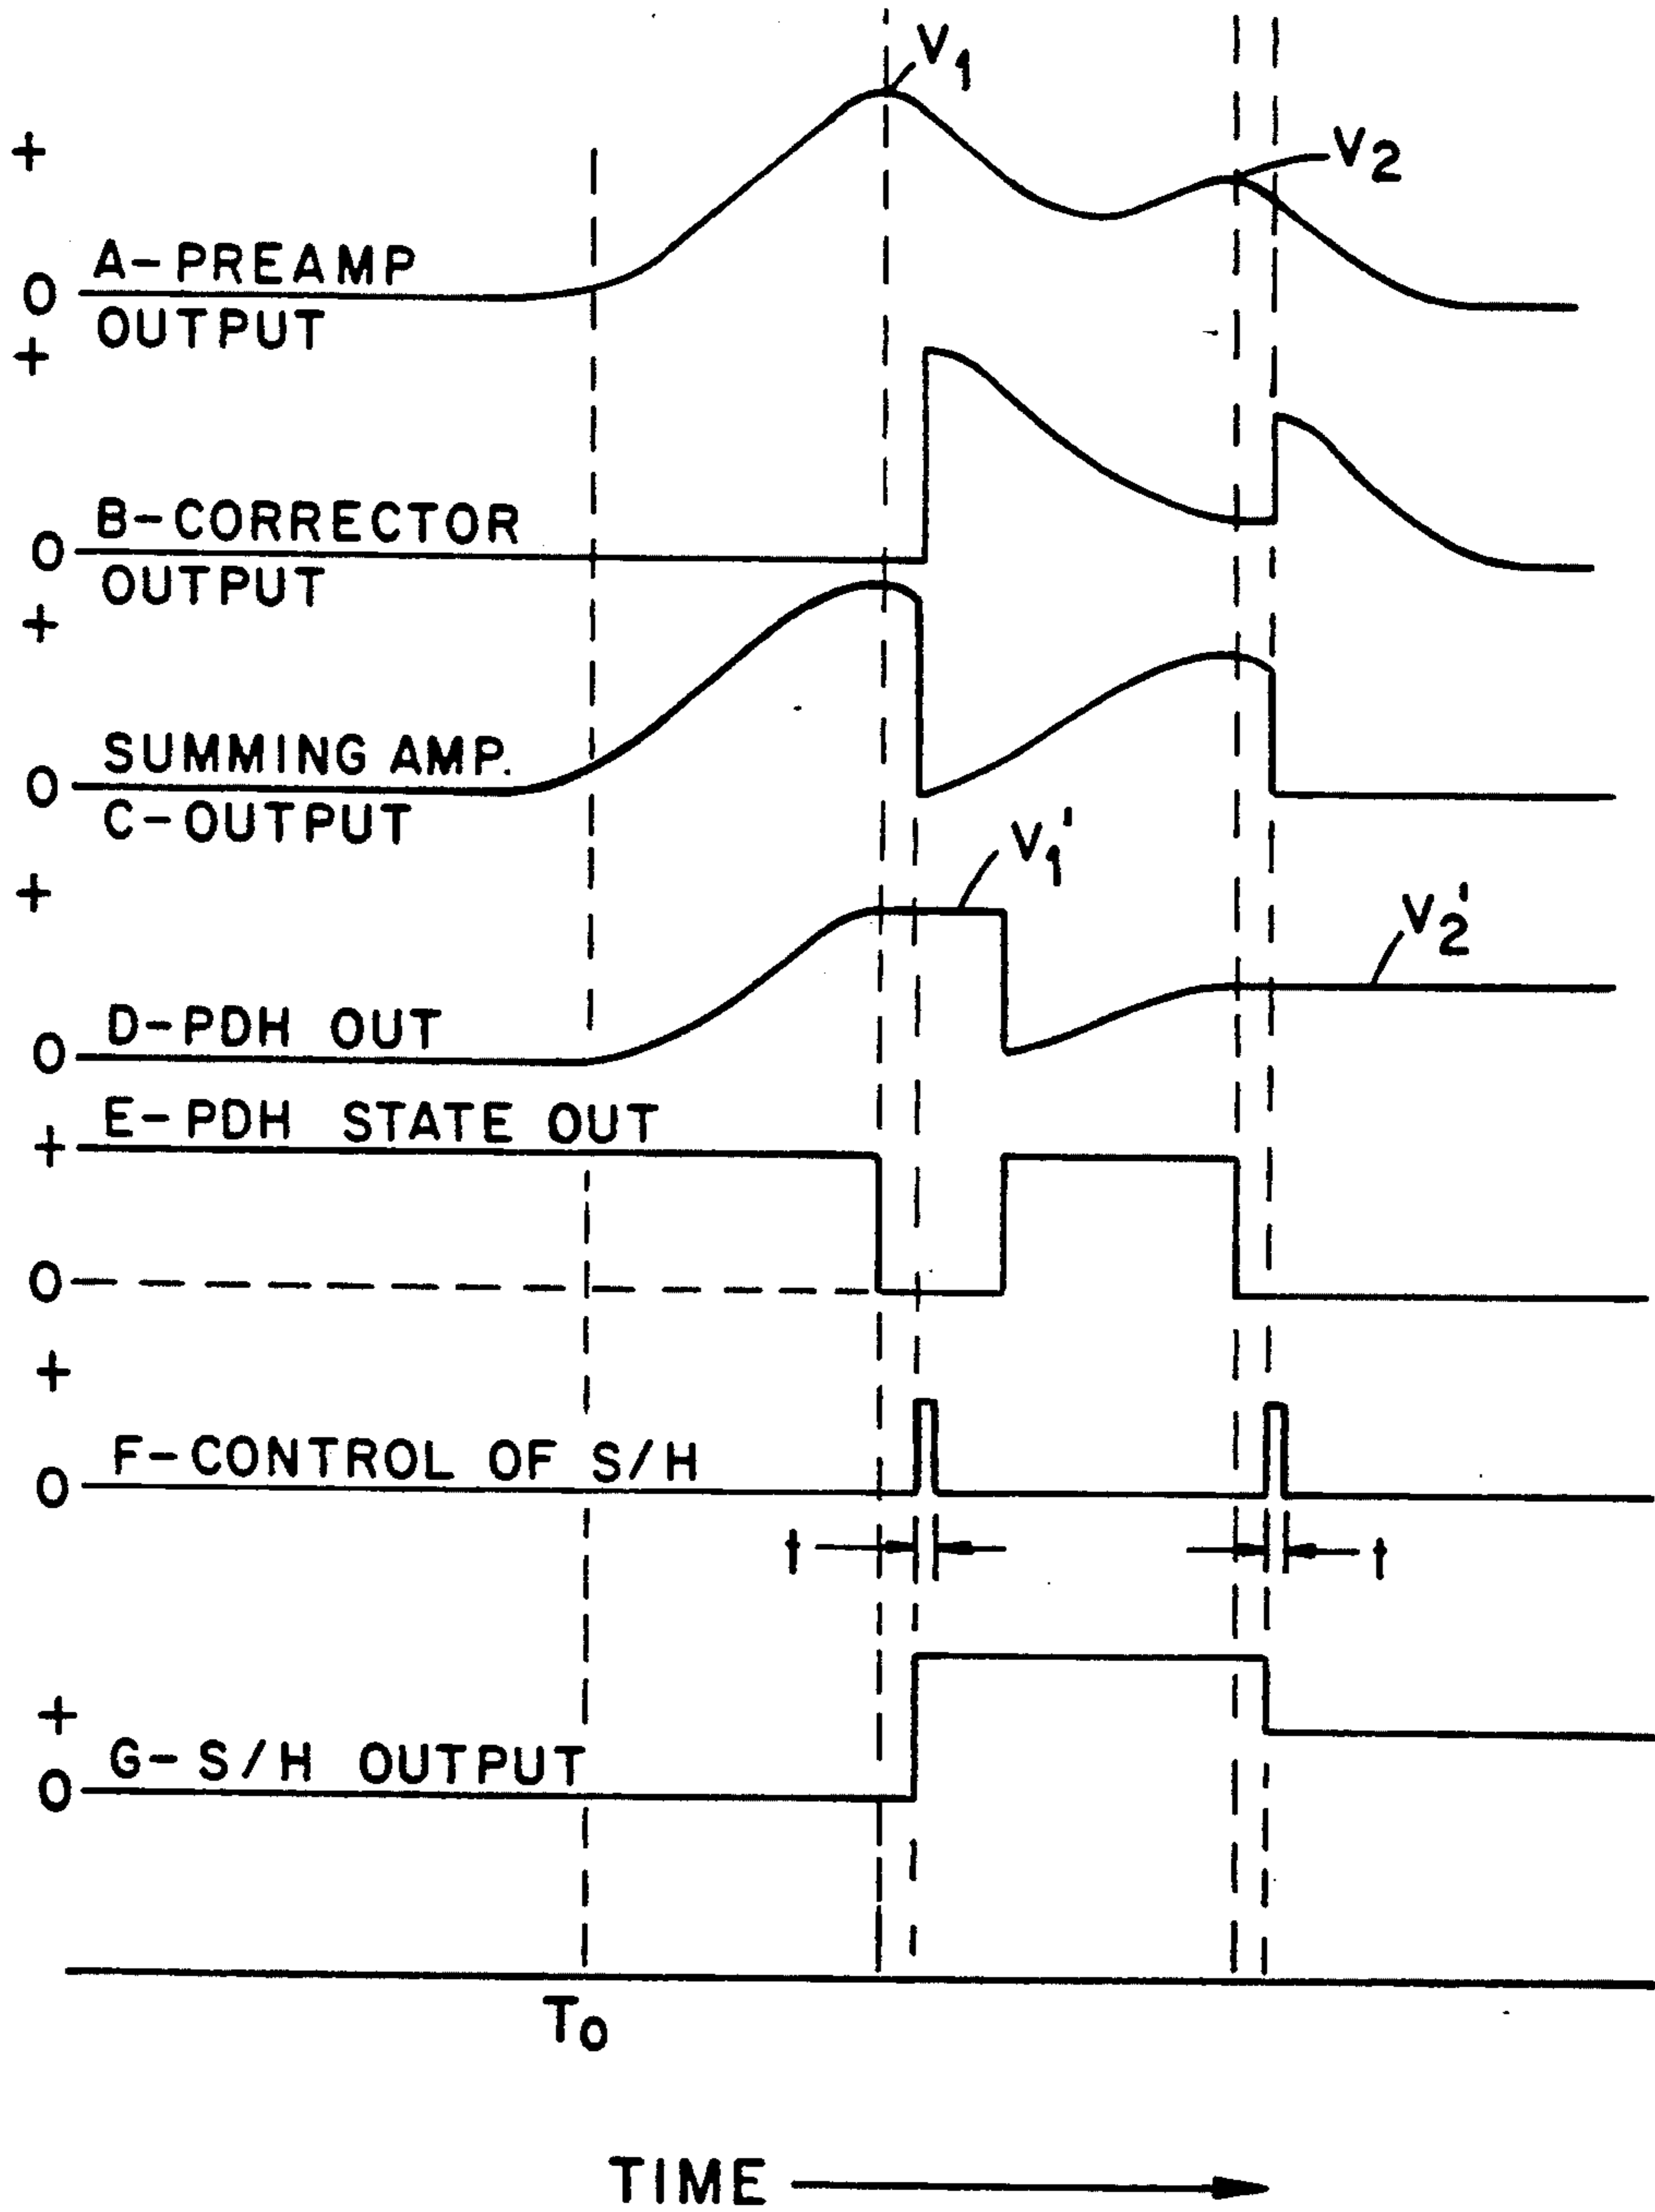 V1
+
V2
A-PREAMP
0
OUTPUT
+
B-CORRECTOR
0
OUTPUT
+
SUMMING AMP.
0
C-OUTPUT
V1'
+
V2'
D-PDH OUT
0
E-PDH STATE OUT
+
0
+
F-CONTROL OF S/H
0
t t
+
G-S/H OUTPUT
0
To
TIME